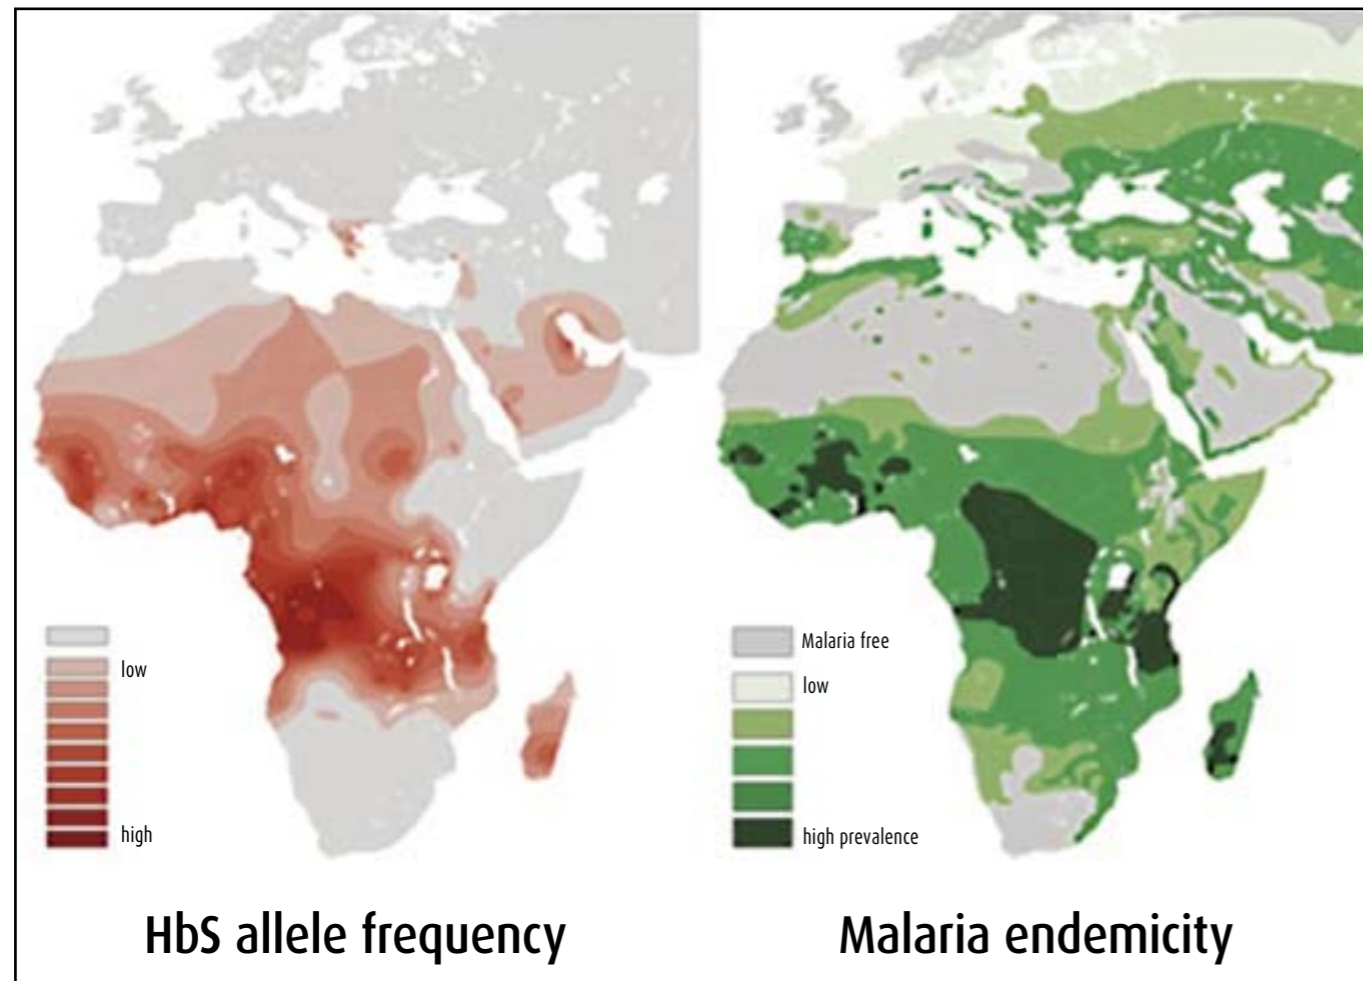 low
high
Malaria free
low
high prevalence
HbS allele frequency
Malaria endemicity